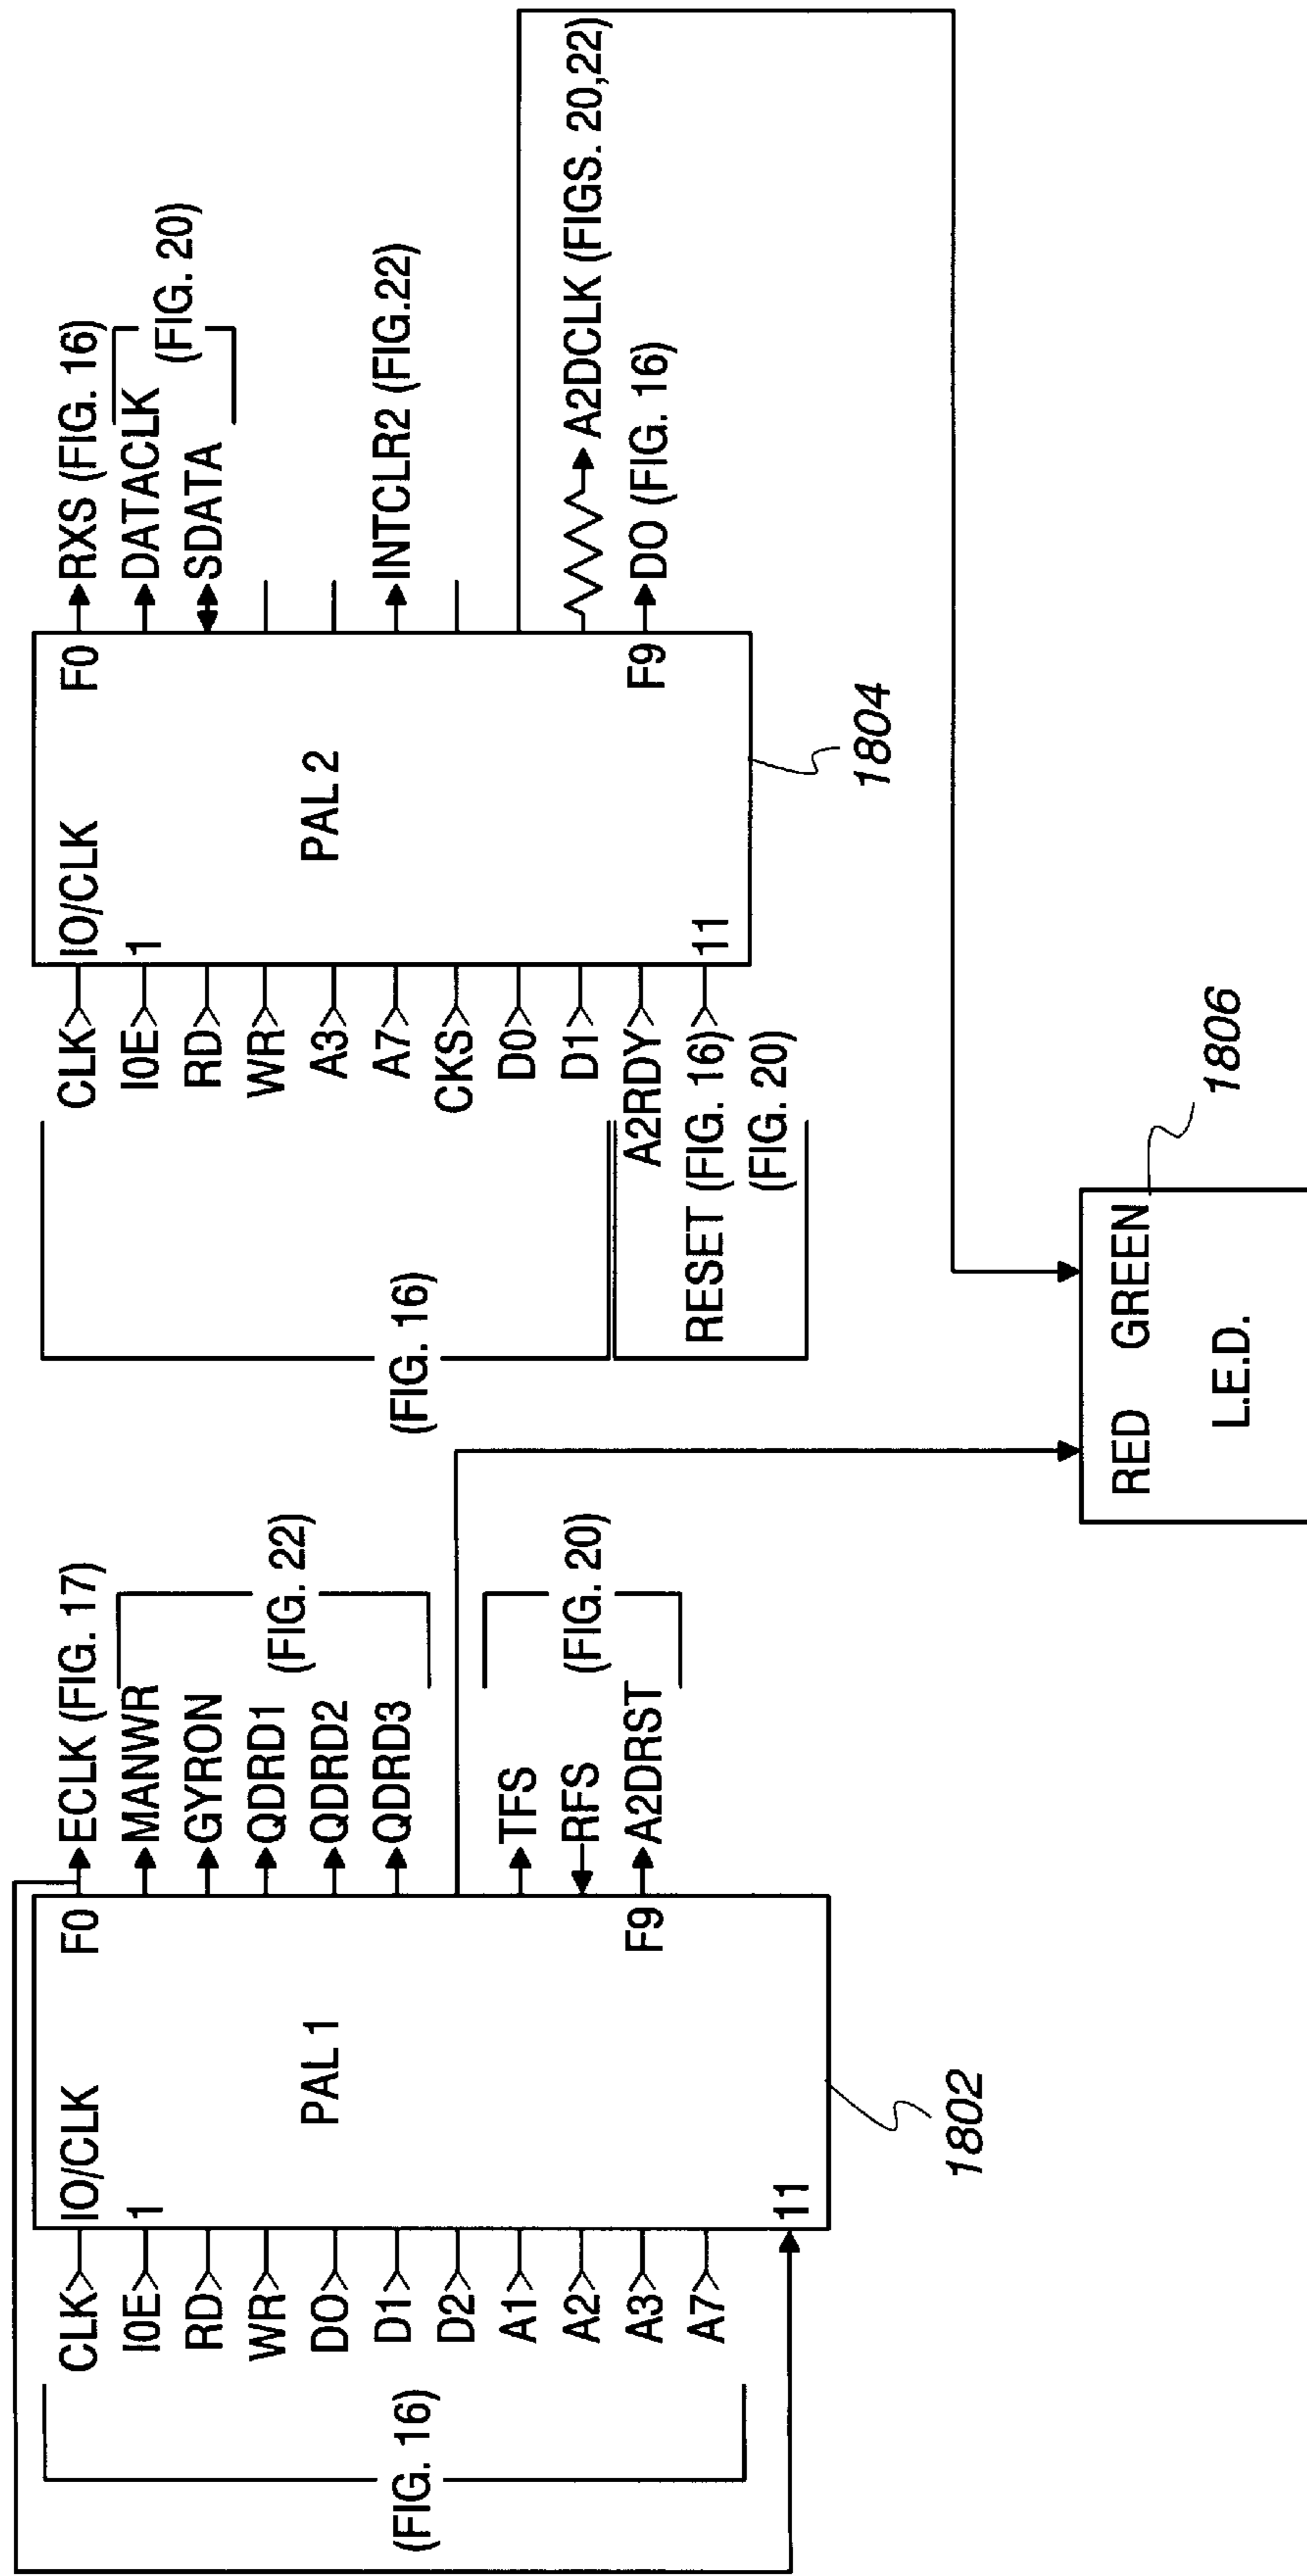 (FIG. 16)
CLK
I0E
RD
WR
DO
D1
D2
A1
A2
A3
A7
IO/CLK
1
11
PAL 1
F0
F9
1802
ECLK (FIG. 17)
MANWR
GYRON
QDRD1
QDRD2
QDRD3
(FIG. 22)
TFS
RFS
A2DRST
(FIG. 20)
(FIG. 16)
CLK
I0E
RD
WR
A3
A7
CKS
D0
D1
A2RDY
RESET (FIG. 16)
(FIG. 20)
IO/CLK
1
11
PAL 2
F0
F9
1804
RXS (FIG. 16)
DATACLK
SDATA
(FIG. 20)
INTCLR2 (FIG.22)
A2DCLK (FIGS. 20,22)
DO (FIG. 16)
RED GREEN
L.E.D.
1806